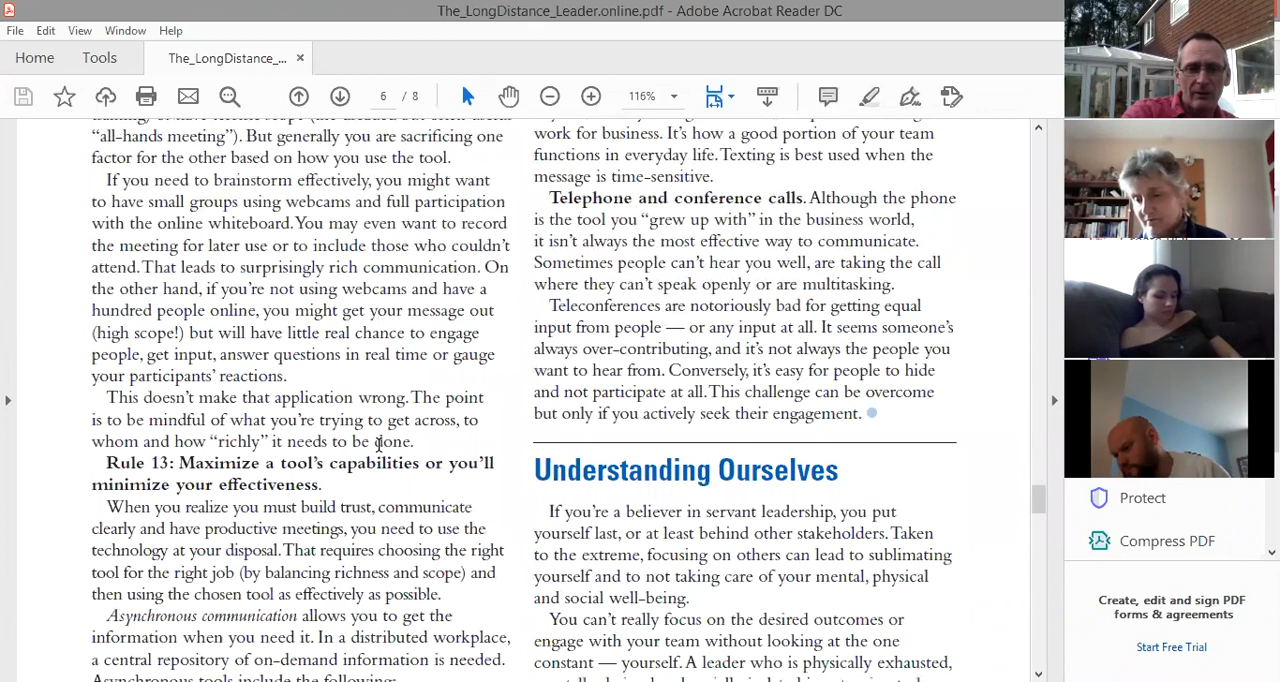 The_LongDistance_Leader.online.pdf - Adobe Acrobat Reader DC
File Edit View Window Help
Home Tools The_LongDistance_... ×
6 / 8 116%
“all-hands meeting”). But generally you are sacrificing one
factor for the other based on how you use the tool.
If you need to brainstorm effectively, you might want
to have small groups using webcams and full participation
with the online whiteboard. You may even want to record
the meeting for later use or to include those who couldn’t
attend. That leads to surprisingly rich communication. On
the other hand, if you’re not using webcams and have a
hundred people online, you might get your message out
(high scope!) but will have little real chance to engage
people, get input, answer questions in real time or gauge
your participants’ reactions.
This doesn’t make that application wrong. The point
is to be mindful of what you’re trying to get across, to
whom and how “richly” it needs to be done.
Rule 13: Maximize a tool’s capabilities or you’ll
minimize your effectiveness.
When you realize you must build trust, communicate
clearly and have productive meetings, you need to use the
technology at your disposal. That requires choosing the right
tool for the right job (by balancing richness and scope) and
then using the chosen tool as effectively as possible.
Asynchronous communication allows you to get the
information when you need it. In a distributed workplace,
a central repository of on-demand information is needed.
Asynchronous tools include the following:
work for business. It’s how a good portion of your team
functions in everyday life. Texting is best used when the
message is time-sensitive.
Telephone and conference calls. Although the phone
is the tool you “grew up with” in the business world,
it isn’t always the most effective way to communicate.
Sometimes people can’t hear you well, are taking the call
where they can’t speak openly or are multitasking.
Teleconferences are notoriously bad for getting equal
input from people — or any input at all. It seems someone’s
always over-contributing, and it’s not always the people you
want to hear from. Conversely, it’s easy for people to hide
and not participate at all. This challenge can be overcome
but only if you actively seek their engagement.
Understanding Ourselves
If you’re a believer in servant leadership, you put
yourself last, or at least behind other stakeholders. Taken
to the extreme, focusing on others can lead to sublimating
yourself and to not taking care of your mental, physical
and social well-being.
You can’t really focus on the desired outcomes or
engage with your team without looking at the one
constant — yourself. A leader who is physically exhausted,
Protect
Compress PDF
Create, edit and sign PDF
forms & agreements
Start Free Trial